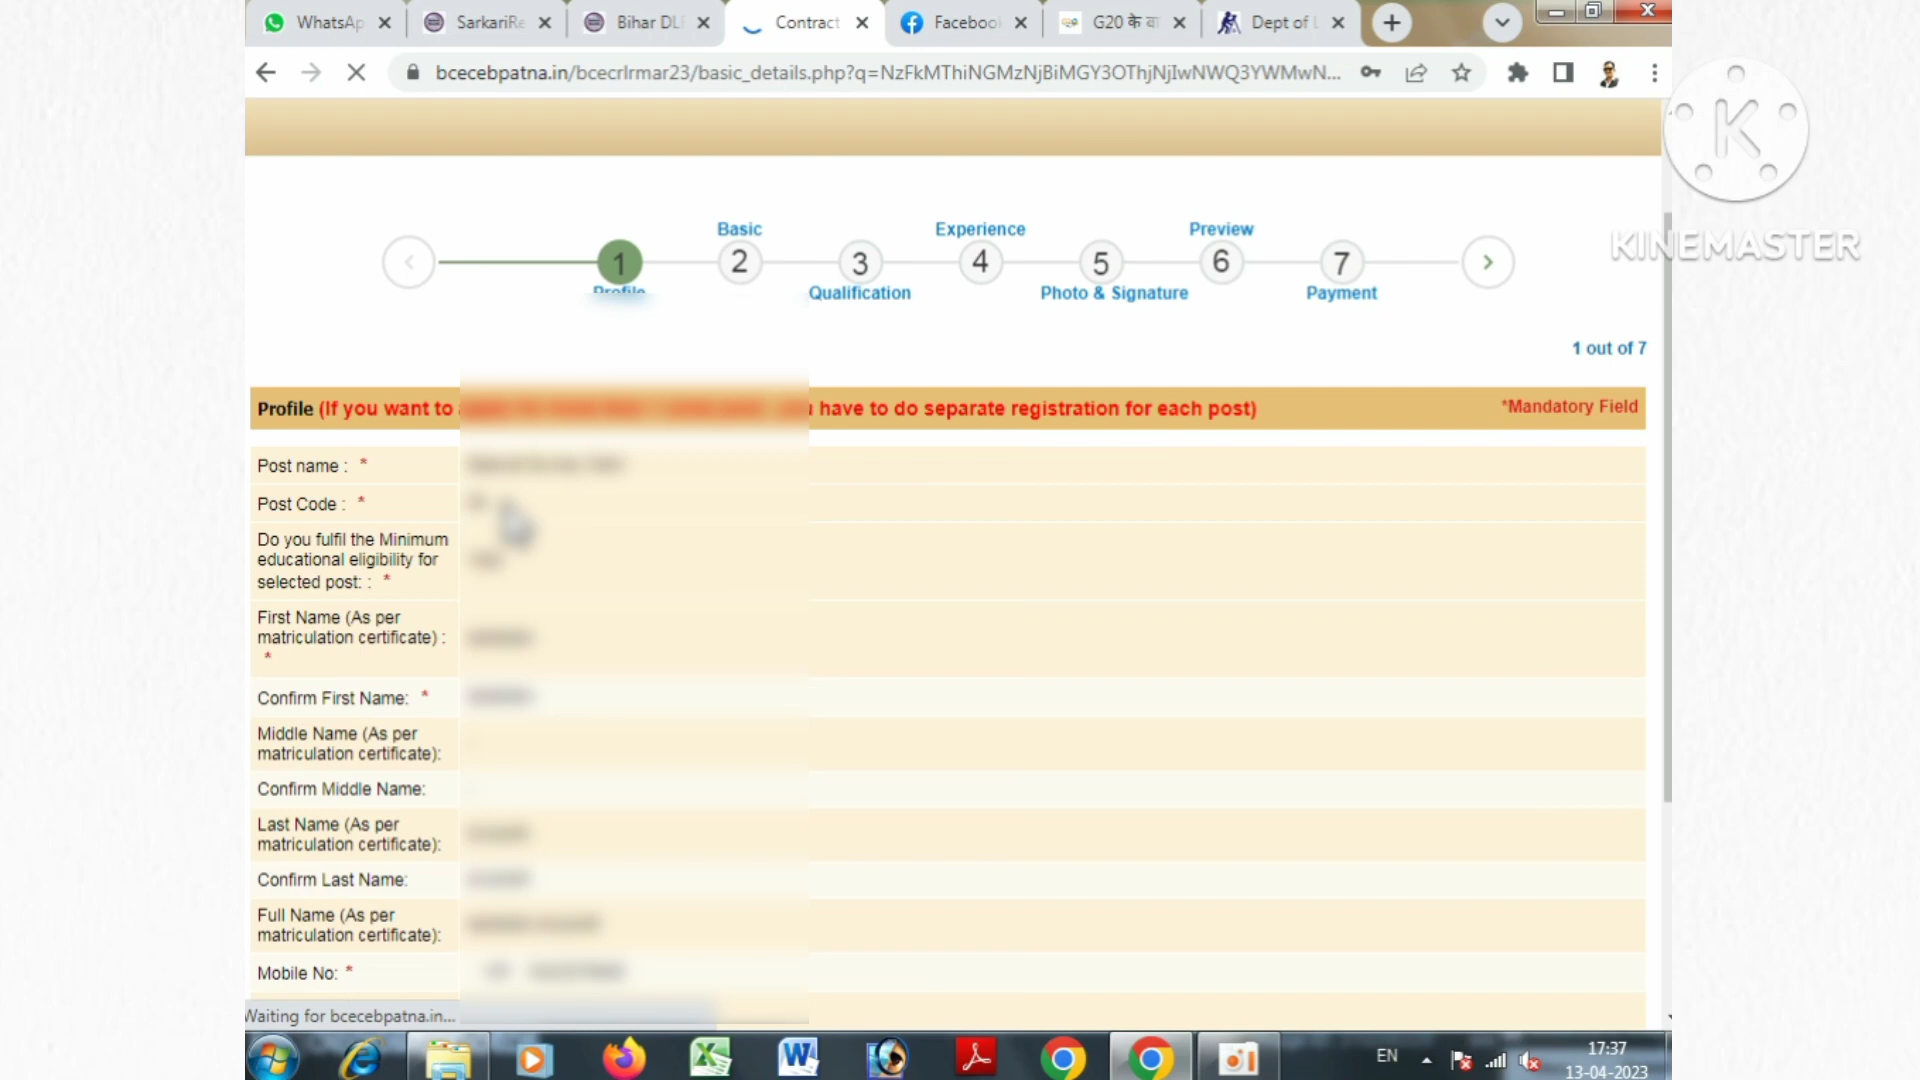 WhatsAp
SarkariRe
Bihar DLE
Contract
Facebook
G20 के वा
Dept of L
bcecebpatna.in/bcecrlrmar23/basic_details.php?q=NzFkMThiNGMzNjBiMGY3OThjNjIwNWQ3YWMwN...
K
KINEMASTER
Basic
Experience
Preview
1
2
3
4
5
6
7
Profile
Qualification
Photo & Signature
Payment
1 out of 7
Profile (If you want to have to do separate registration for each post)
*Mandatory Field
Post name : *
Post Code : *
Do you fulfil the Minimum
educational eligibility for
selected post: : *
First Name (As per
matriculation certificate) :
*
Confirm First Name: *
Middle Name (As per
matriculation certificate):
Confirm Middle Name:
Last Name (As per
matriculation certificate):
Confirm Last Name:
Full Name (As per
matriculation certificate):
Mobile No: *
Waiting for bcecebpatna.in...
EN
17:37
13-04-2023